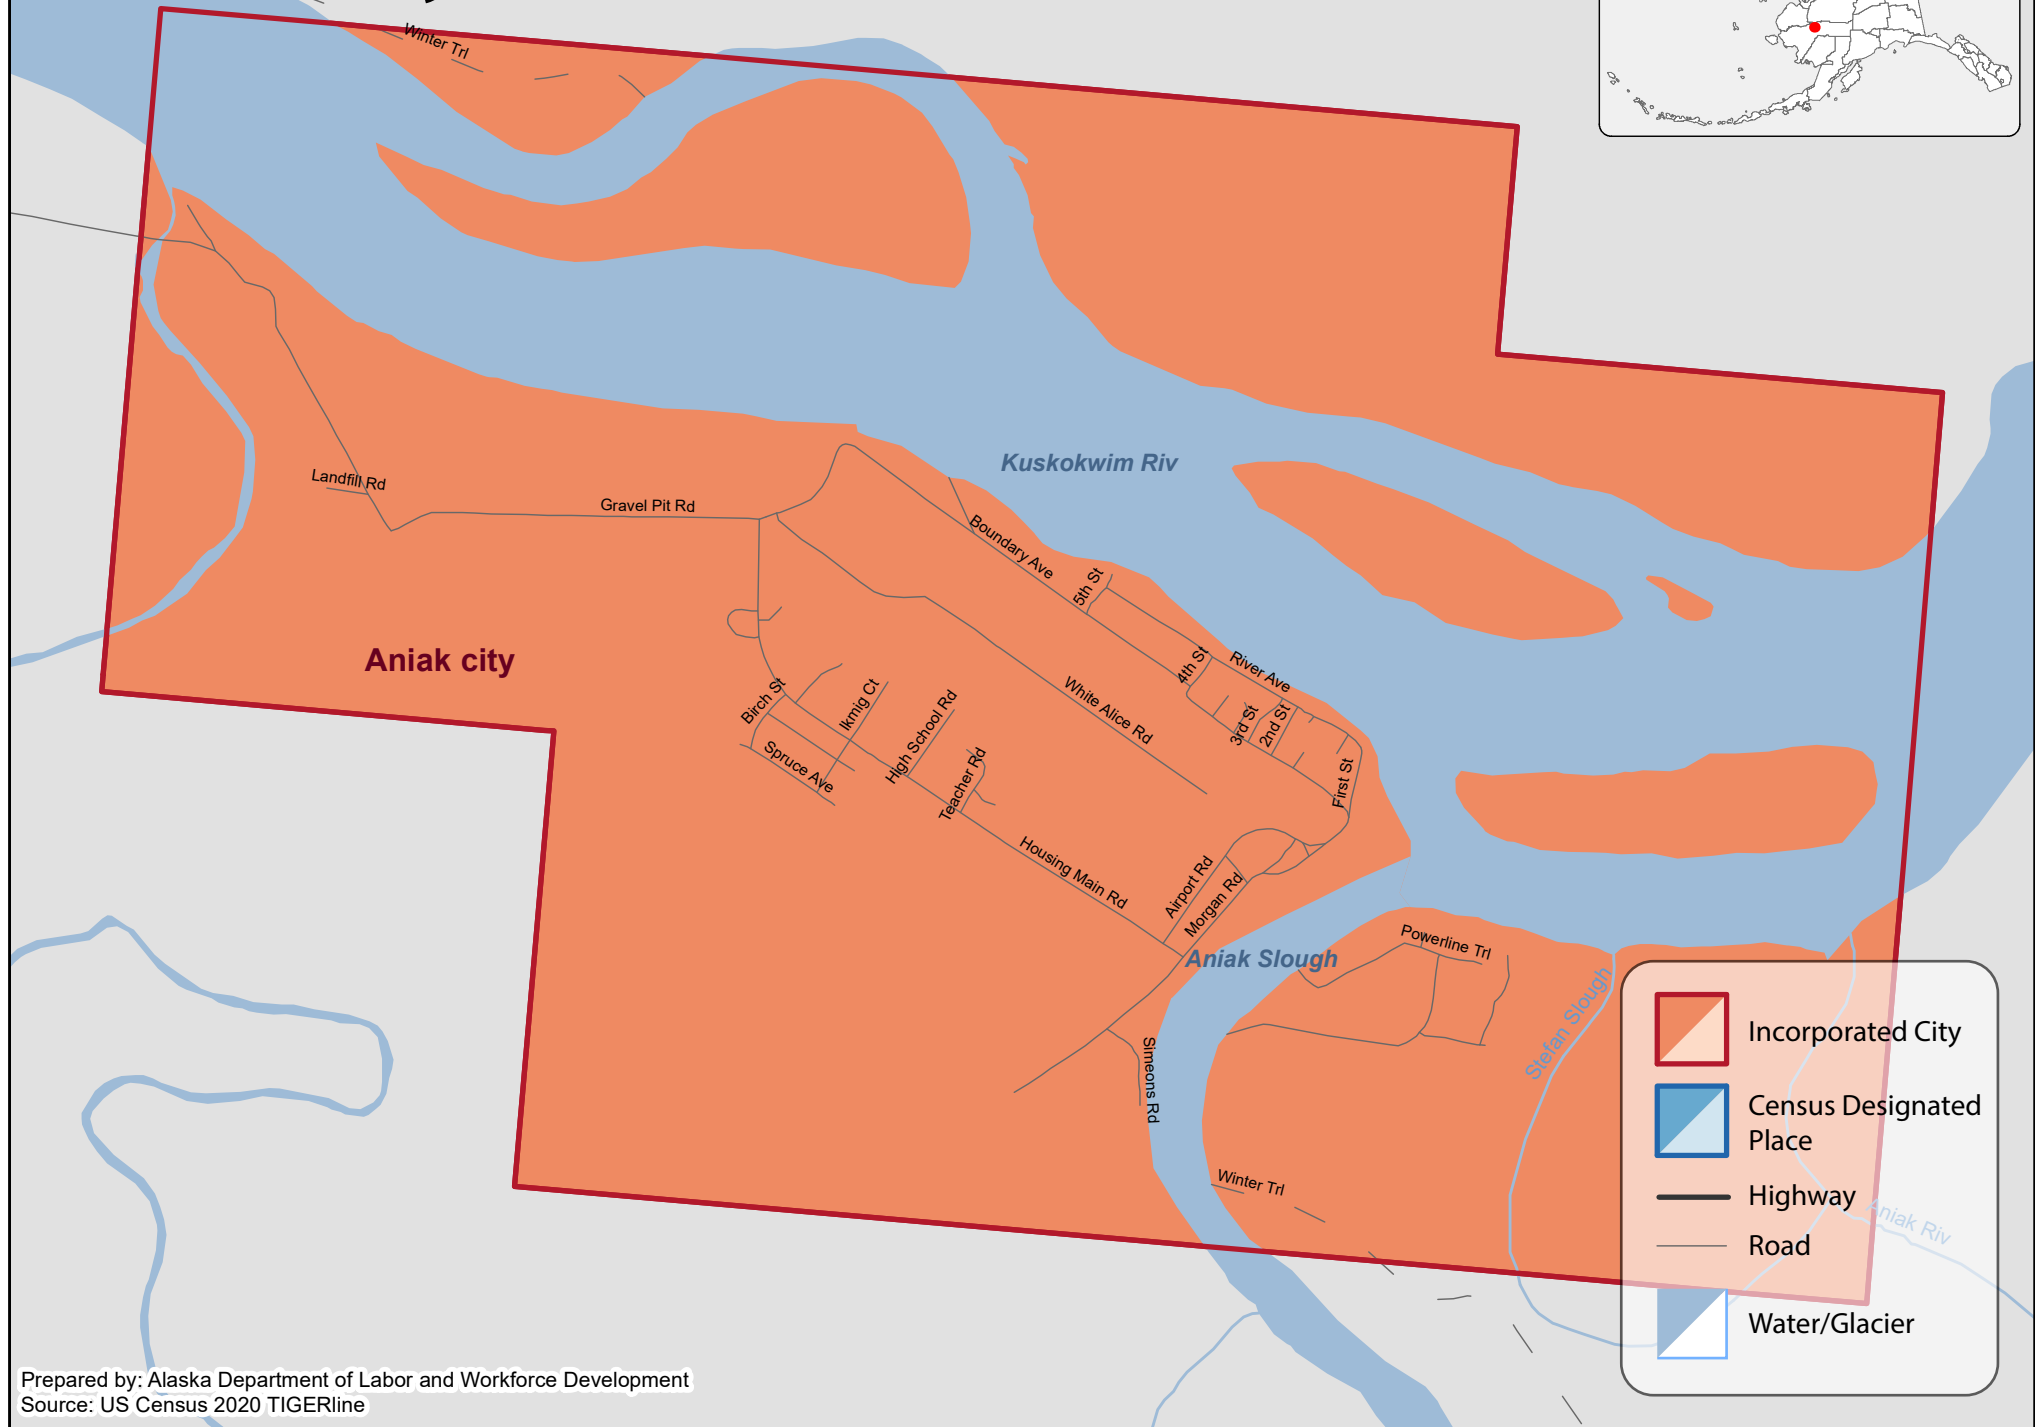 Winter Trl
Kuskokwim Riv
Landfill Rd
Gravel Pit Rd
Boundary Ave
5th St
Aniak city
4th St
River Ave
White Alice Rd
Birch St
Ikmig Ct
High School Rd
3rd St
2nd St
Spruce Ave
Teacher Rd
First St
Housing Main Rd
Airport Rd
Morgan Rd
Powerline Trl
Aniak Slough
Stefan Slough
Simeons Rd
Winter Trl
Aniak Riv
Incorporated City
Census Designated
Place
Highway
Road
Water/Glacier
Prepared by: Alaska Department of Labor and Workforce Development
Source: US Census 2020 TIGERline